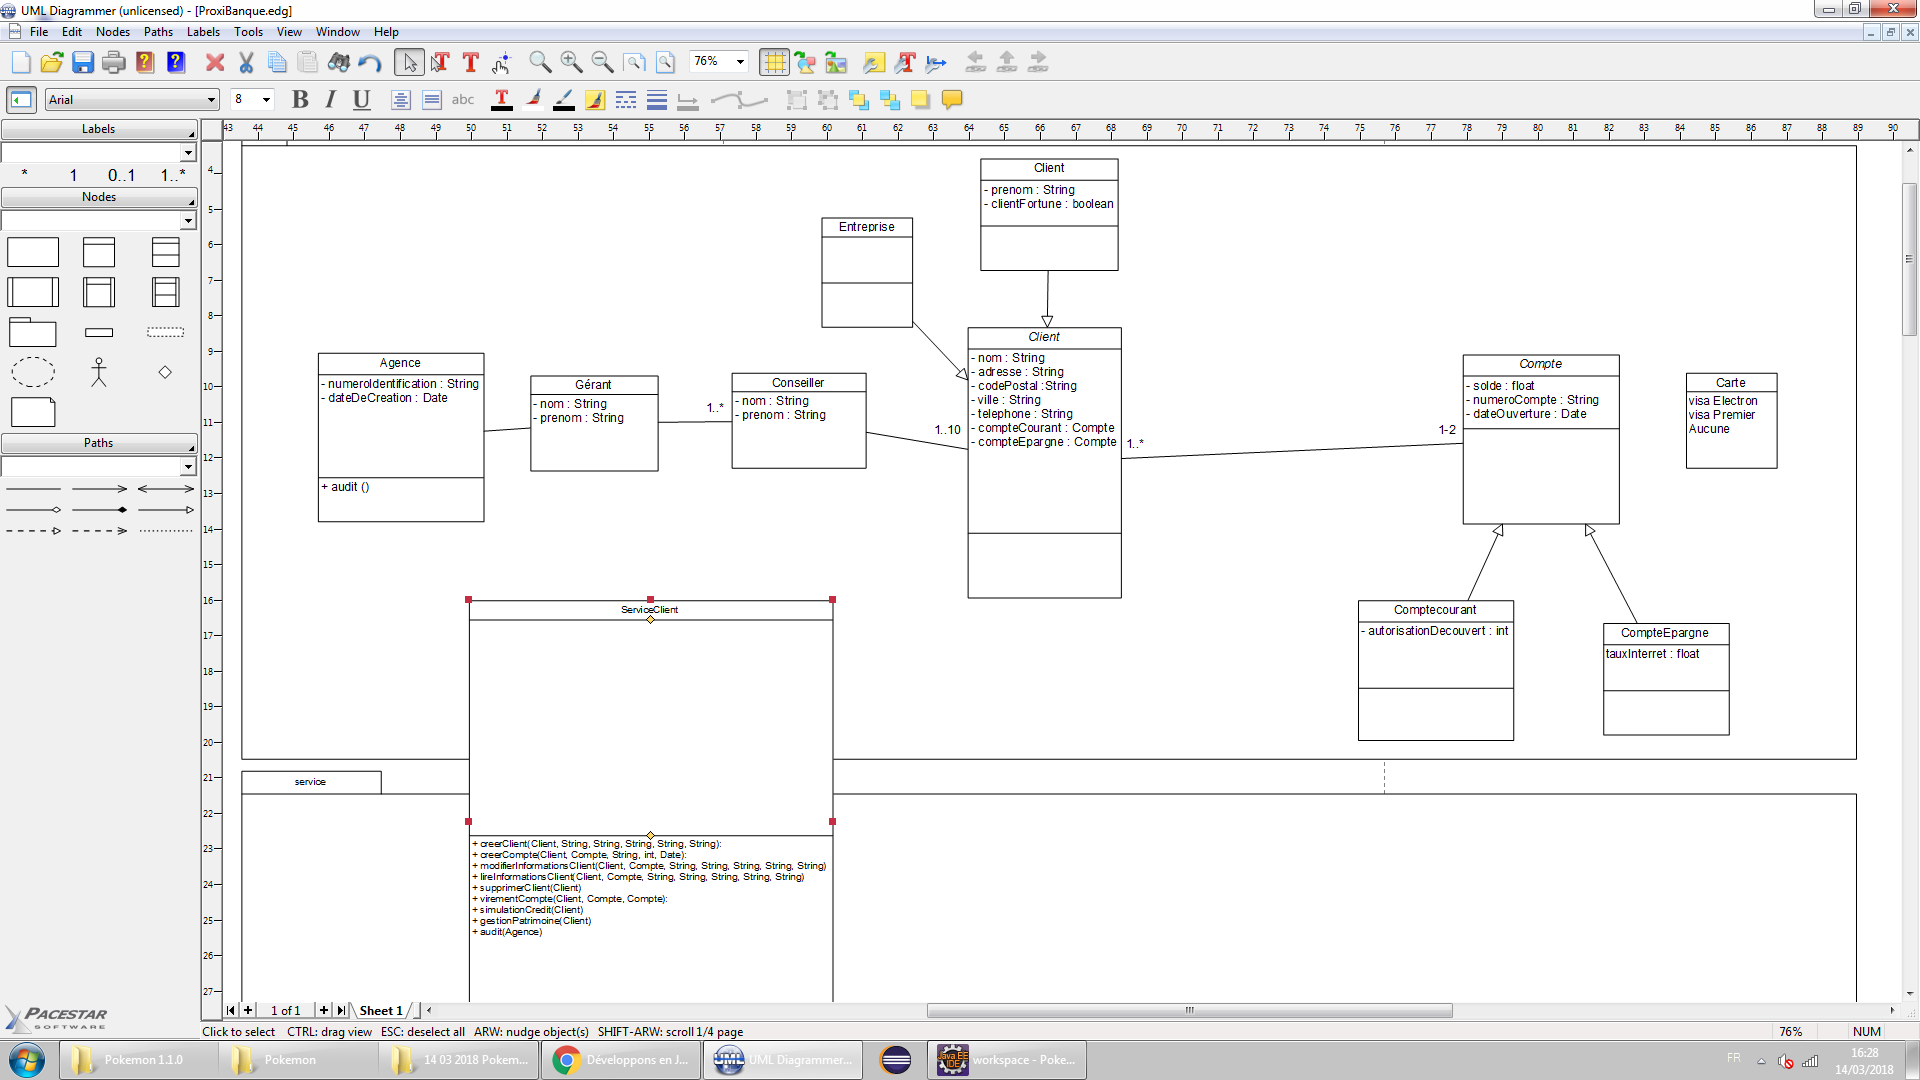 UML Diagrammer (unlicensed) - [ProxiBanque.edg]
File Edit Nodes Paths Labels Tools View Window Help
76%
Arial 8 B I U abc
Labels
* 1 0..1 1..*
Nodes
Paths
PACESTAR
SOFTWARE
43 44 45 46 47 48 49 50 51 52 53 54 55 56 57 58 59 60 61 62 63 64 65 66 67 68 69 70 71 72 73 74 75 76 77 78 79 80 81 82 83 84 85 86 87 88 89 90
4
5
6
7
8
9
10
11
12
13
14
15
16
17
18
19
20
21
22
23
24
25
26
27
Client
- prenom : String
- clientFortune : boolean
Entreprise
Agence
- numeroIdentification : String
- dateDeCreation : Date
+ audit ()
Gérant
- nom : String
- prenom : String
1..*
Conseiller
- nom : String
- prenom : String
1..10
Client
- nom : String
- adresse : String
- codePostal :String
- ville : String
- telephone : String
- compteCourant : Compte
- compteEpargne : Compte
1..*
1-2
Compte
- solde : float
- numeroCompte : String
- dateOuverture : Date
Carte
visa Electron
visa Premier
Aucune
Comptecourant
- autorisationDecouvert : int
CompteEpargne
tauxInterret : float
ServiceClient
+ creerClient(Client, String, String, String, String, String):
+ creerCompte(Client, Compte, String, int, Date):
+ modifierInformationsClient(Client, Compte, String, String, String, String, String)
+ lireInformationsClient(Client, Compte, String, String, String, String, String)
+ supprimerClient(Client)
+ virementCompte(Client, Compte, Compte):
+ simulationCredit(Client)
+ gestionPatrimoine(Client)
+ audit(Agence)
service
1 of 1 Sheet 1
Click to select CTRL: drag view ESC: deselect all ARW: nudge object(s) SHIFT-ARW: scroll 1/4 page 76% NUM
Pokemon 1.1.0 Pokemon 14 03 2018 Pokem... Développons en J... UML Diagrammer... workspace - Poke... FR 16:28
14/03/2018